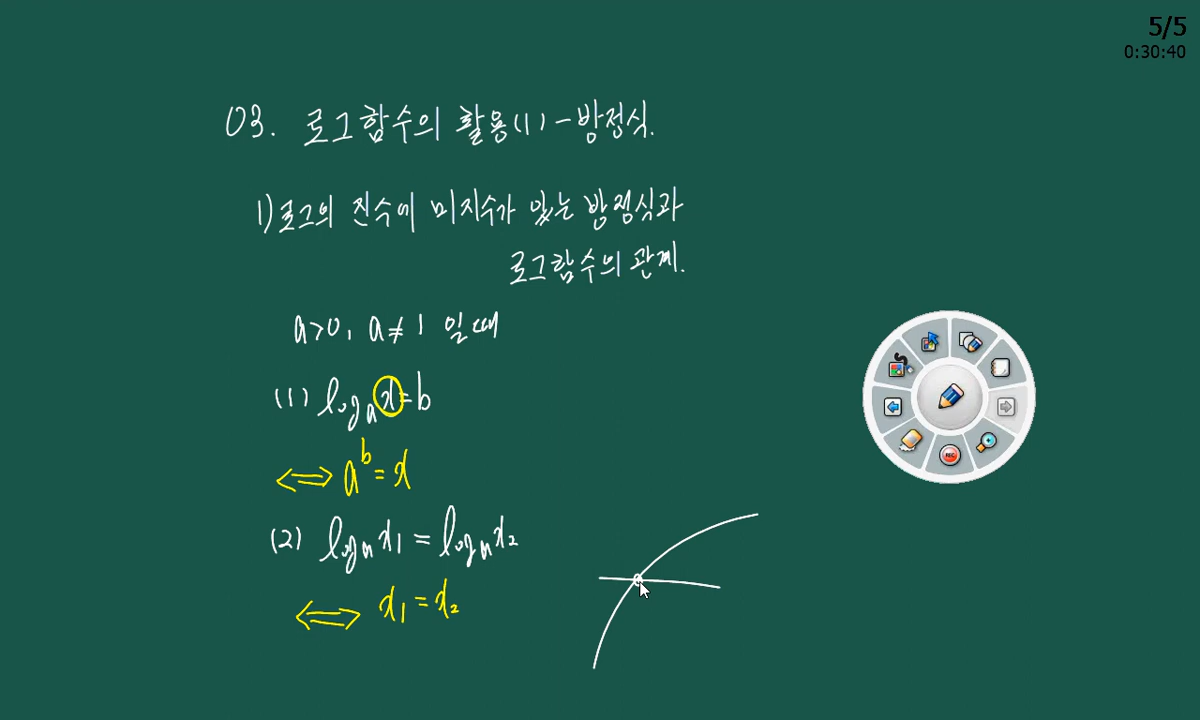 5/5
0:30:40
03. 로그함수의 활용(1) - 방정식.
1) 로그의 진수에 미지수가 있는 방정식과
로그함수의 관계.
a>0, a≠1 일때
(1) logₐx=b
⟺ aᵇ=x
(2) logₐx₁=logₐx₂
⟺ x₁=x₂
REC